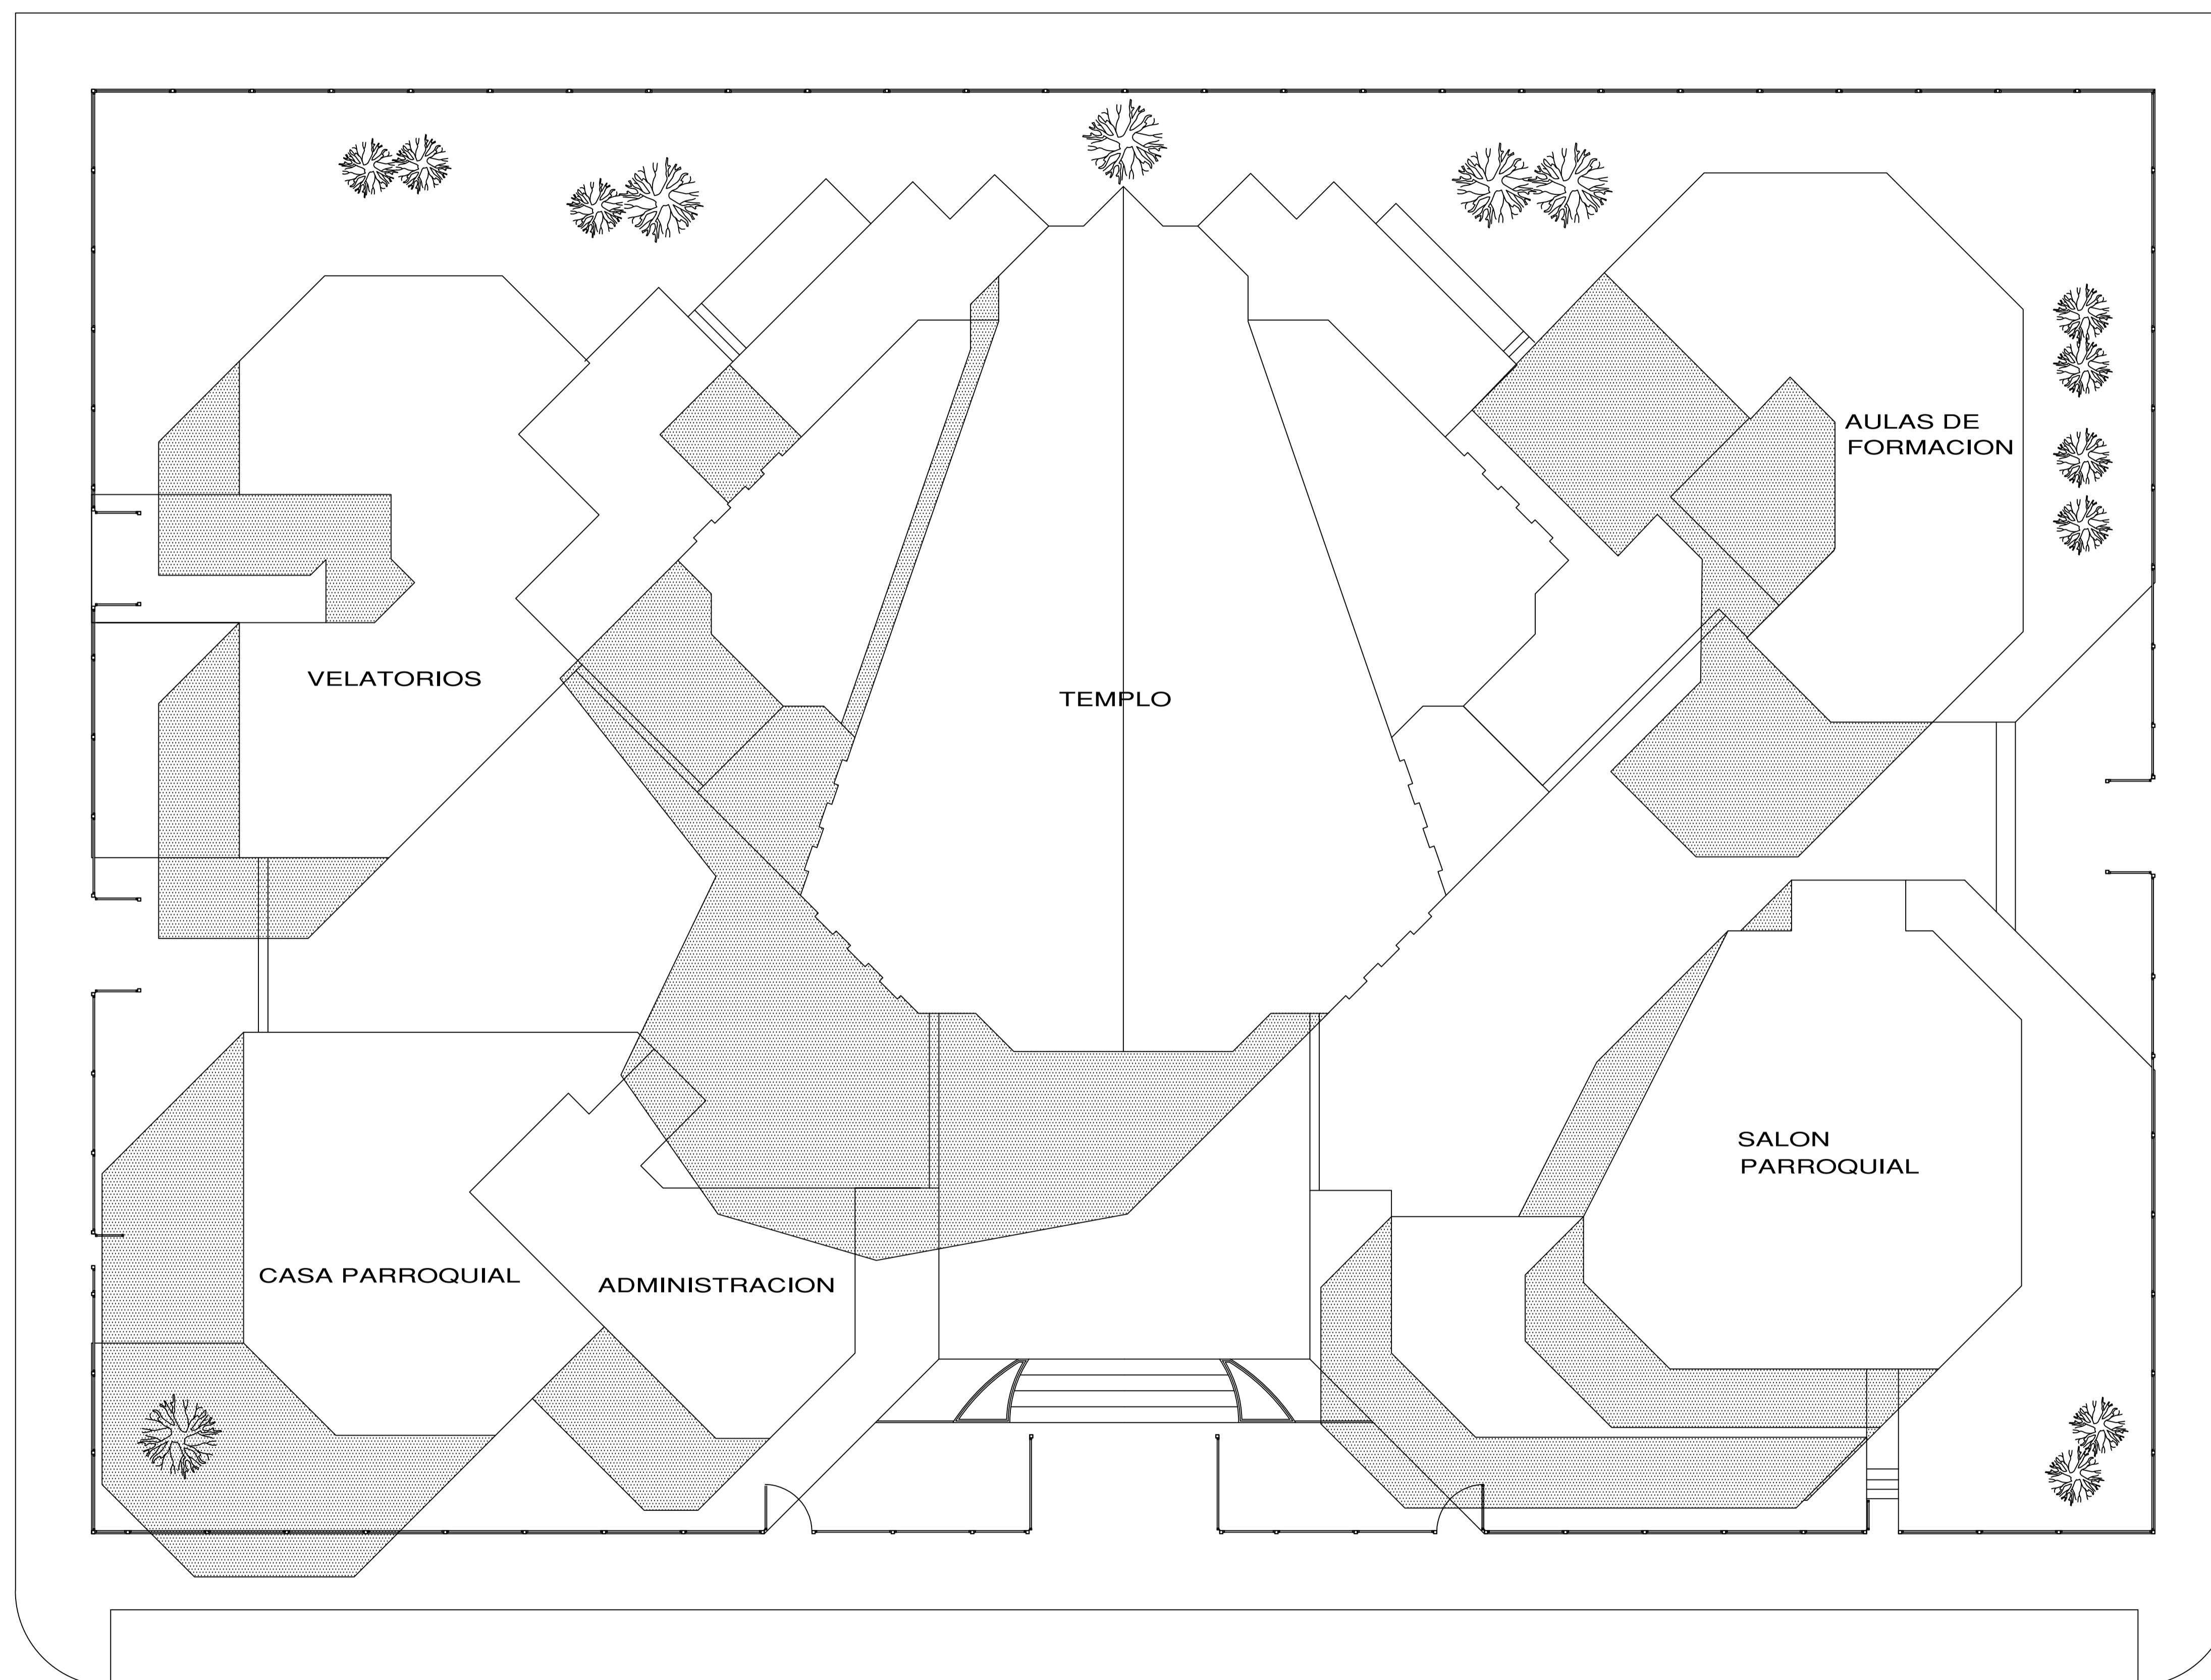 AULAS DE
FORMACION
VELATORIOS
TEMPLO
SALON
PARROQUIAL
CASA PARROQUIAL
ADMINISTRACION